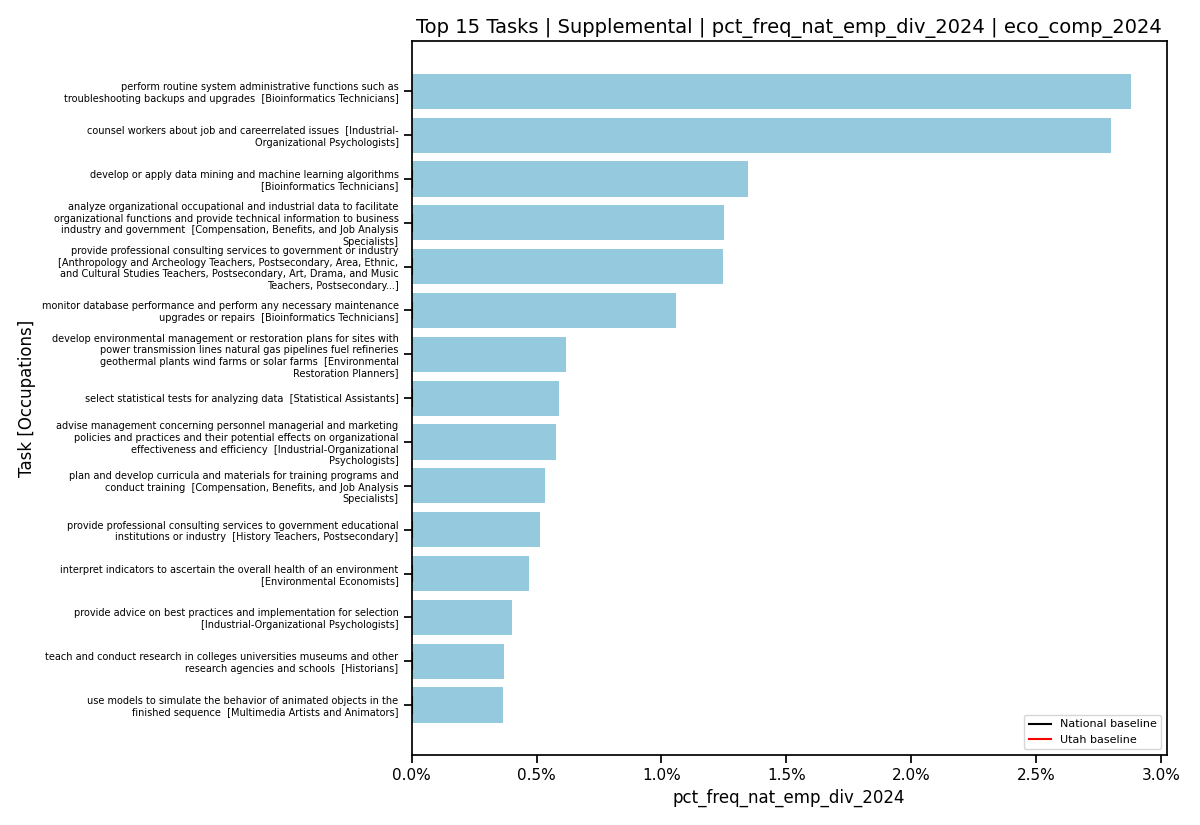 Top 15 Tasks | Supplemental | pct_freq_nat_emp_div_2024 | eco_comp_2024
perform routine system administrative functions such as
troubleshooting backups and upgrades  [Bioinformatics Technicians]
counsel workers about job and careerrelated issues  [Industrial-
Organizational Psychologists]
develop or apply data mining and machine learning algorithms
[Bioinformatics Technicians]
analyze organizational occupational and industrial data to facilitate
organizational functions and provide technical information to business
industry and government  [Compensation, Benefits, and Job Analysis
Specialists]
provide professional consulting services to government or industry
[Anthropology and Archeology Teachers, Postsecondary, Area, Ethnic,
and Cultural Studies Teachers, Postsecondary, Art, Drama, and Music
Teachers, Postsecondary...]
monitor database performance and perform any necessary maintenance
upgrades or repairs  [Bioinformatics Technicians]
develop environmental management or restoration plans for sites with
power transmission lines natural gas pipelines fuel refineries
geothermal plants wind farms or solar farms  [Environmental
Restoration Planners]
select statistical tests for analyzing data  [Statistical Assistants]
advise management concerning personnel managerial and marketing
policies and practices and their potential effects on organizational
effectiveness and efficiency  [Industrial-Organizational
Psychologists]
plan and develop curricula and materials for training programs and
conduct training  [Compensation, Benefits, and Job Analysis
Specialists]
provide professional consulting services to government educational
institutions or industry  [History Teachers, Postsecondary]
interpret indicators to ascertain the overall health of an environment
[Environmental Economists]
provide advice on best practices and implementation for selection
[Industrial-Organizational Psychologists]
teach and conduct research in colleges universities museums and other
research agencies and schools  [Historians]
use models to simulate the behavior of animated objects in the
finished sequence  [Multimedia Artists and Animators]
Task [Occupations]
National baseline
Utah baseline
0.0% 0.5% 1.0% 1.5% 2.0% 2.5% 3.0%
pct_freq_nat_emp_div_2024